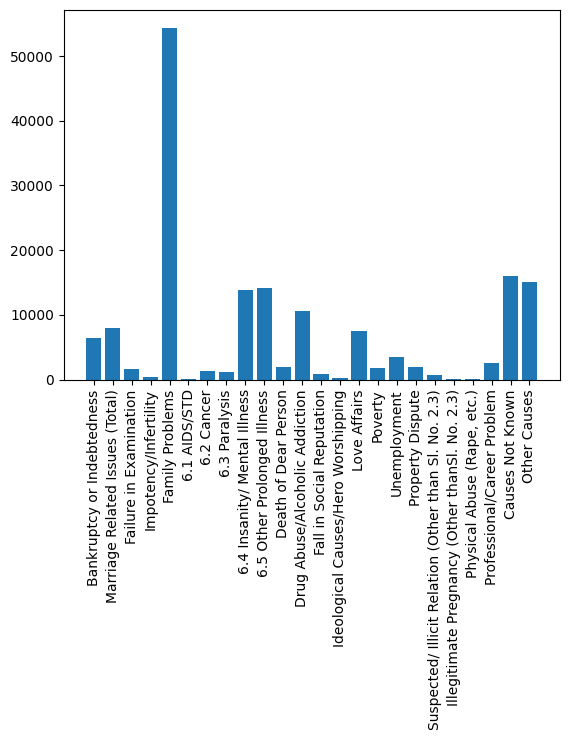 50000
40000
30000
20000
10000
0
Bankruptcy or Indebtedness
Marriage Related Issues (Total)
Failure in Examination
Impotency/Infertility
Family Problems
6.1 AIDS/STD
6.2 Cancer
6.3 Paralysis
6.4 Insanity/ Mental Illness
6.5 Other Prolonged Illness
Death of Dear Person
Drug Abuse/Alcoholic Addiction
Fall in Social Reputation
Ideological Causes/Hero Worshipping
Love Affairs
Poverty
Unemployment
Property Dispute
Suspected/ Illicit Relation (Other than Sl. No. 2.3)
Illegitimate Pregnancy (Other thanSl. No. 2.3)
Physical Abuse (Rape, etc.)
Professional/Career Problem
Causes Not Known
Other Causes